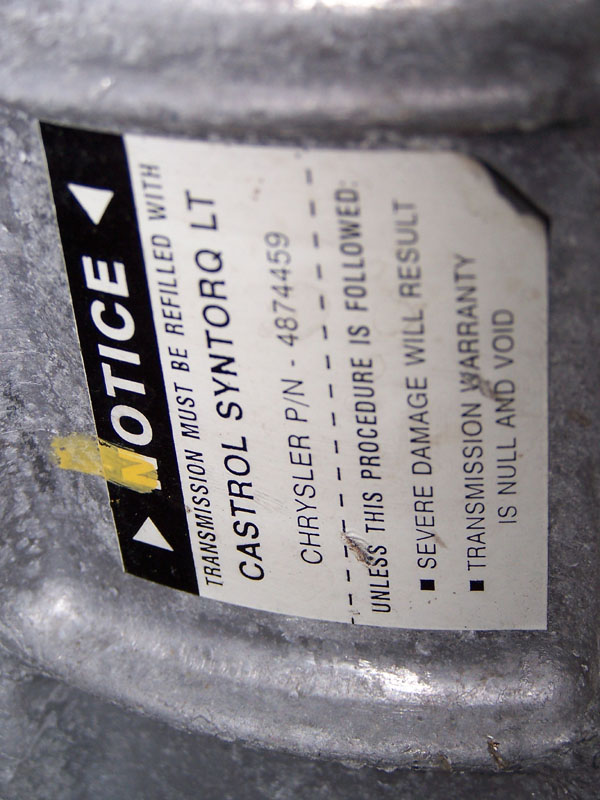 NOTICE
TRANSMISSION MUST BE REFILLED WITH
CASTROL SYNTORQ LT
CHRYSLER P/N - 4874459
UNLESS THIS PROCEDURE IS FOLLOWED:
■ SEVERE DAMAGE WILL RESULT
■ TRANSMISSION WARRANTY
IS NULL AND VOID